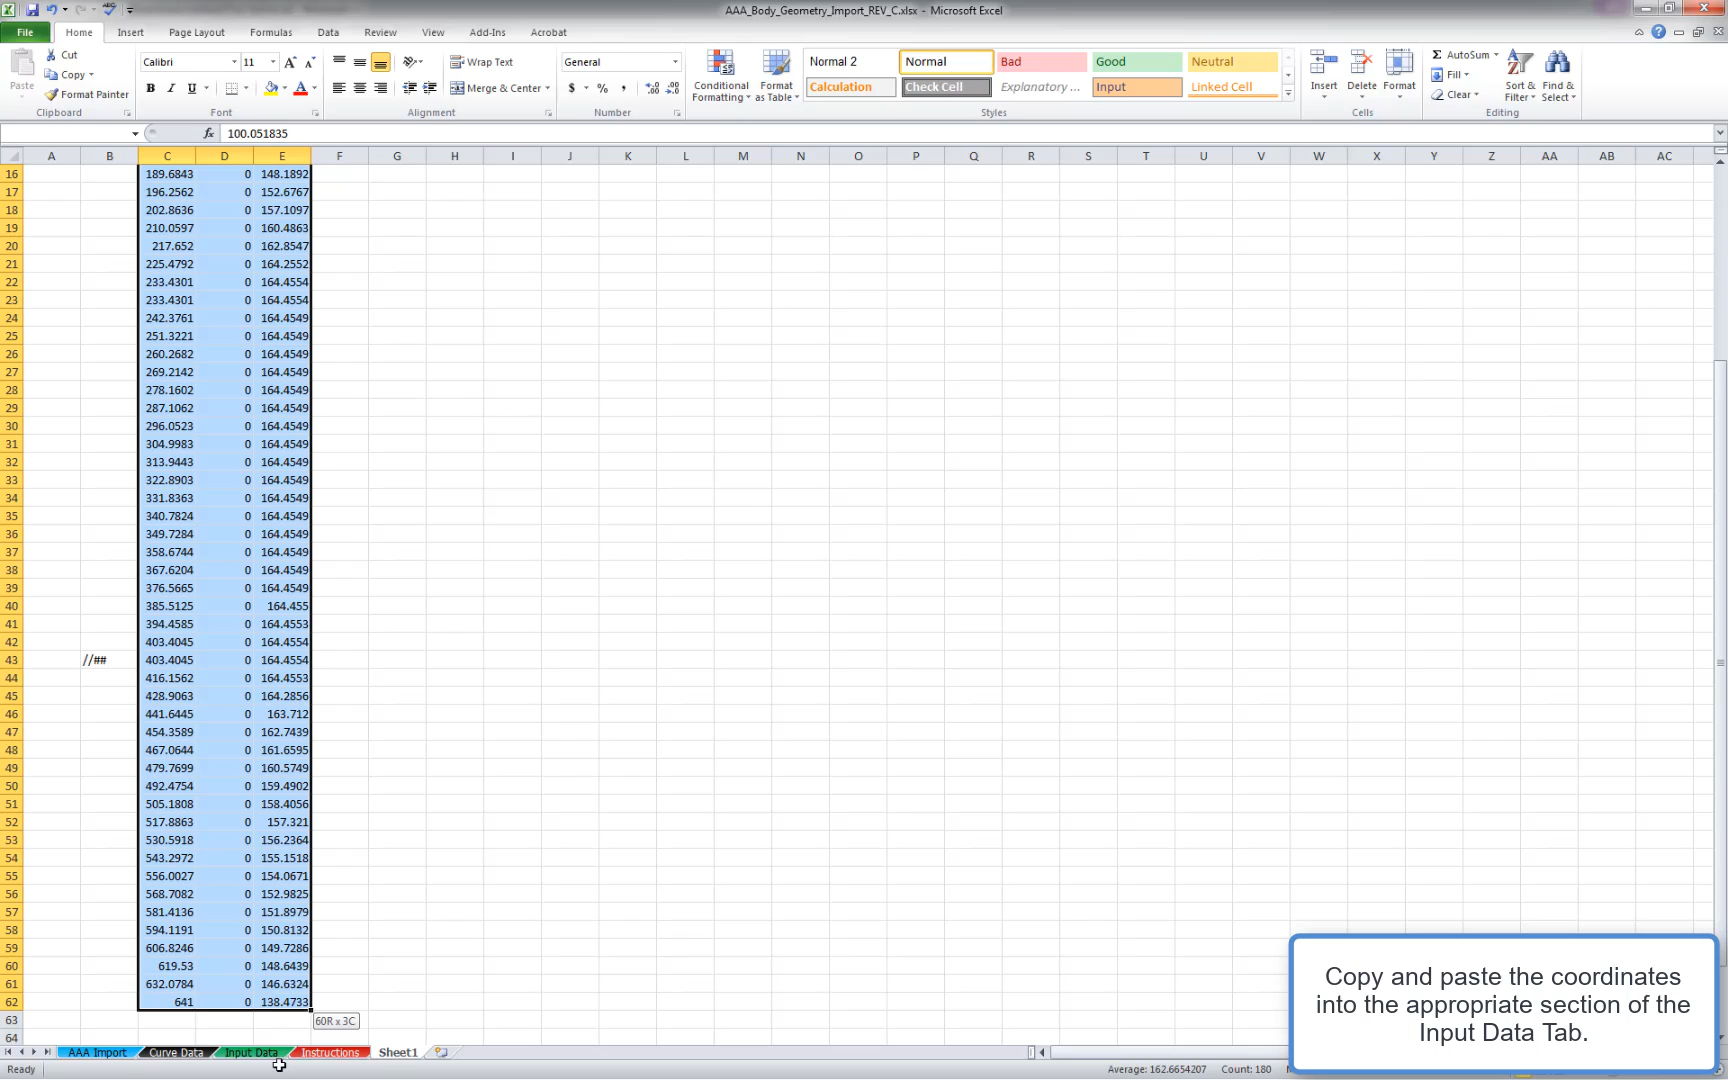 AAA_Body_Geometry_Import_REV_C.xlsx - Microsoft Excel
File Home Insert Page Layout Formulas Data Review View Add-Ins Acrobat
Paste
Cut
Copy
Format Painter
Clipboard
Calibri 11
B I U
Font
Wrap Text
Merge & Center
Alignment
General
$ % ,
Number
Conditional Formatting
Format as Table
Normal 2 Normal Bad Good Neutral
Calculation Check Cell Explanatory ... Input Linked Cell
Styles
Insert Delete Format
Cells
AutoSum
Fill
Clear
Sort & Filter
Find & Select
Editing
fx 100.051835
A B C D E F G H I J K L M N O P Q R S T U V W X Y Z AA AB AC
16 189.6843 0 148.1892
17 196.2562 0 152.6767
18 202.8636 0 157.1097
19 210.0597 0 160.4863
20 217.652 0 162.8547
21 225.4792 0 164.2552
22 233.4301 0 164.4554
23 233.4301 0 164.4554
24 242.3761 0 164.4549
25 251.3221 0 164.4549
26 260.2682 0 164.4549
27 269.2142 0 164.4549
28 278.1602 0 164.4549
29 287.1062 0 164.4549
30 296.0523 0 164.4549
31 304.9983 0 164.4549
32 313.9443 0 164.4549
33 322.8903 0 164.4549
34 331.8363 0 164.4549
35 340.7824 0 164.4549
36 349.7284 0 164.4549
37 358.6744 0 164.4549
38 367.6204 0 164.4549
39 376.5665 0 164.4549
40 385.5125 0 164.455
41 394.4585 0 164.4553
42 403.4045 0 164.4554
43 //## 403.4045 0 164.4554
44 416.1562 0 164.4553
45 428.9063 0 164.2856
46 441.6445 0 163.712
47 454.3589 0 162.7439
48 467.0644 0 161.6595
49 479.7699 0 160.5749
50 492.4754 0 159.4902
51 505.1808 0 158.4056
52 517.8863 0 157.321
53 530.5918 0 156.2364
54 543.2972 0 155.1518
55 556.0027 0 154.0671
56 568.7082 0 152.9825
57 581.4136 0 151.8979
58 594.1191 0 150.8132
59 606.8246 0 149.7286
60 619.53 0 148.6439
61 632.0784 0 146.6324
62 641 0 138.4733
63
60R x 3C
64
Copy and paste the coordinates
into the appropriate section of the
Input Data Tab.
AAA Import Curve Data Input Data Instructions Sheet1
Ready Average: 162.6654207 Count: 180